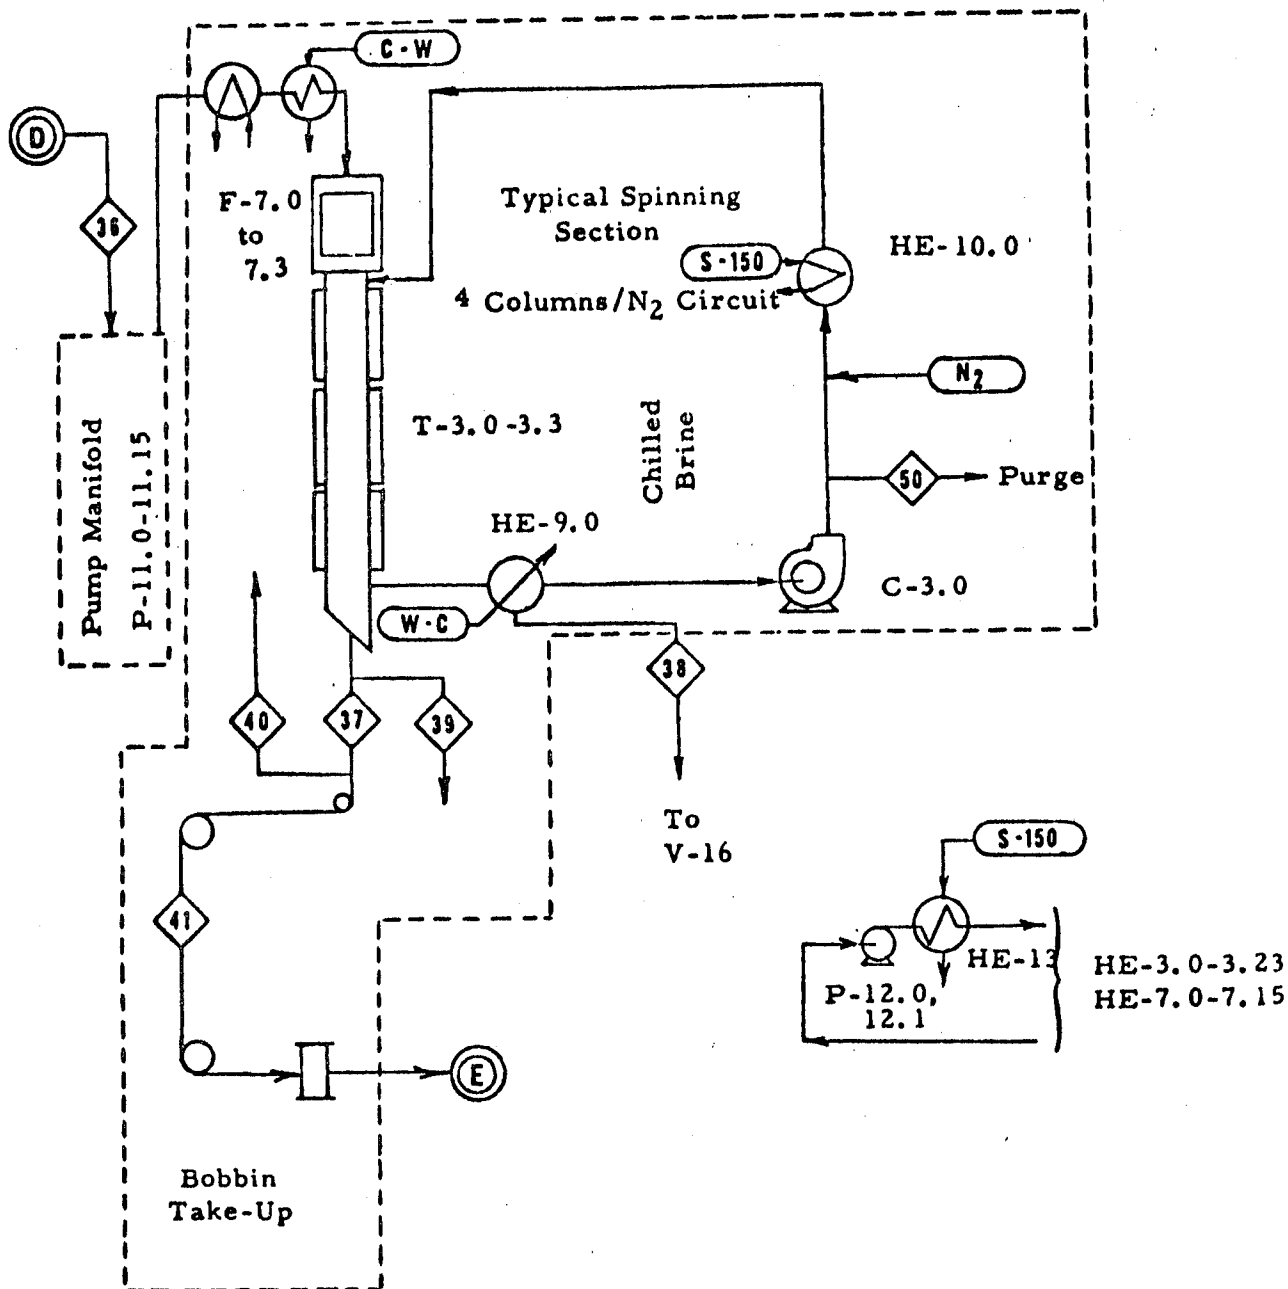 C-W
D
F-7.0
to
7.3
Typical Spinning
Section
HE-10.0
S-150
36
4 Columns/N2 Circuit
N2
Pump Manifold
P-11.0-11.15
T-3.0-3.3
Chilled
Brine
50
Purge
HE-9.0
C-3.0
W-C
38
40
37
39
To
V-16
S-150
41
HE-13
HE-3.0-3.23
P-12.0,
12.1
HE-7.0-7.15
E
Bobbin
Take-Up